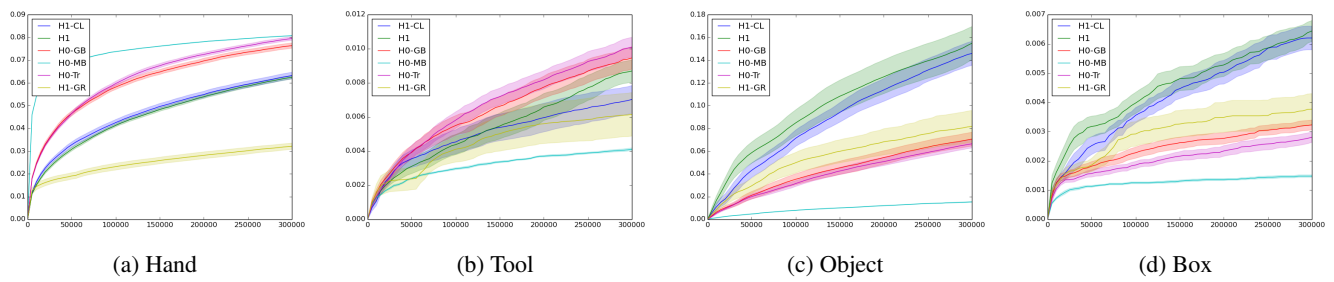 0.09
0.08
0.07
0.06
0.05
0.04
0.03
0.02
0.01
0.00
H1-CL
H1
H0-GB
H0-MB
H0-Tr
H1-GR
0 50000 100000 150000 200000 250000 300000
(a) Hand
0.012
0.010
0.008
0.006
0.004
0.002
0.000
H1-CL
H1
H0-GB
H0-MB
H0-Tr
H1-GR
0 50000 100000 150000 200000 250000 300000
(b) Tool
0.18
0.16
0.14
0.12
0.10
0.08
0.06
0.04
0.02
0.00
H1-CL
H1
H0-GB
H0-MB
H0-Tr
H1-GR
0 50000 100000 150000 200000 250000 300000
(c) Object
0.007
0.006
0.005
0.004
0.003
0.002
0.001
0.000
H1-CL
H1
H0-GB
H0-MB
H0-Tr
H1-GR
0 50000 100000 150000 200000 250000 300000
(d) Box